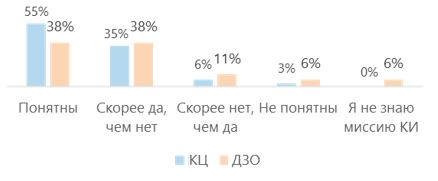 55%
38%
35%
38%
6%
11%
3%
6%
0%
6%
Понятны
Скорее да,
чем нет
Скорее нет,
чем да
Не понятны
Я не знаю
миссию КИ
КЦ
ДЗО